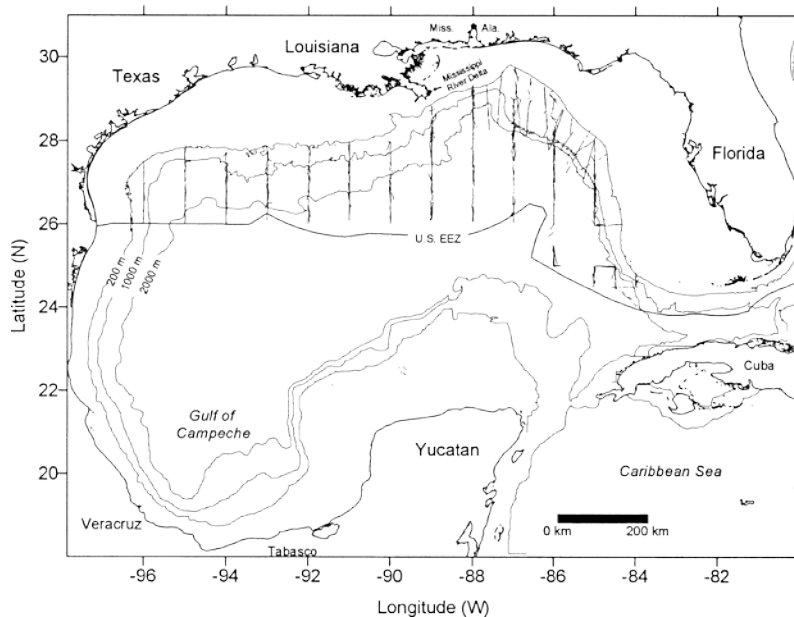 Miss.
Ala.
Louisiana
Texas
Mississippi
River Delta
Florida
U.S. EEZ
200 m
1000 m
2000 m
Gulf of
Campeche
Yucatan
Cuba
Caribbean Sea
Veracruz
Tabasco
0 km
200 km
30
28
26
24
22
20
Latitude (N)
-96
-94
-92
-90
-88
-86
-84
-82
Longitude (W)